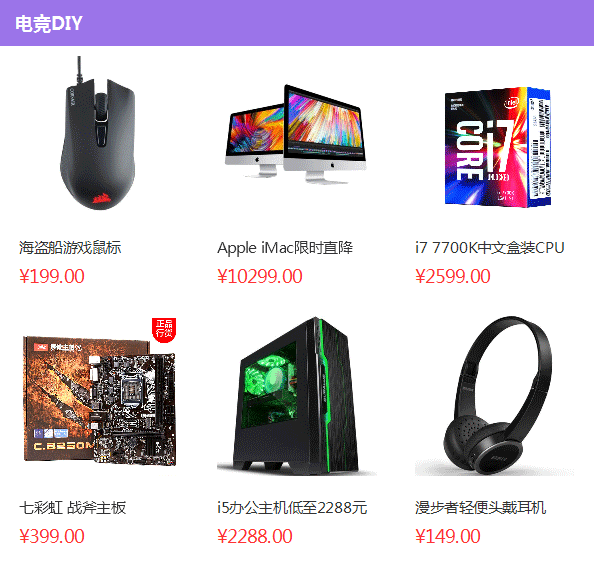 电竞DIY
intel
CORE
i7
正品
行货
C.B250M
海盗船游戏鼠标
Apple iMac限时直降
i7 7700K中文盒装CPU
¥199.00
¥10299.00
¥2599.00
七彩虹 战斧主板
i5办公主机低至2288元
漫步者轻便头戴耳机
¥399.00
¥2288.00
¥149.00